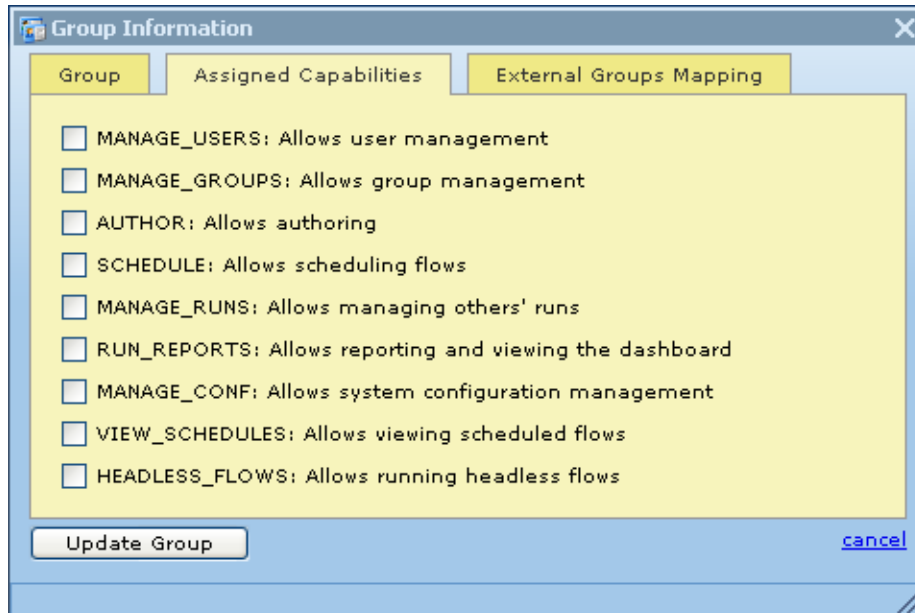 Group Information
Group
Assigned Capabilities
External Groups Mapping
MANAGE_USERS: Allows user management
MANAGE_GROUPS: Allows group management
AUTHOR: Allows authoring
SCHEDULE: Allows scheduling flows
MANAGE_RUNS: Allows managing others' runs
RUN_REPORTS: Allows reporting and viewing the dashboard
MANAGE_CONF: Allows system configuration management
VIEW_SCHEDULES: Allows viewing scheduled flows
HEADLESS_FLOWS: Allows running headless flows
Update Group
cancel